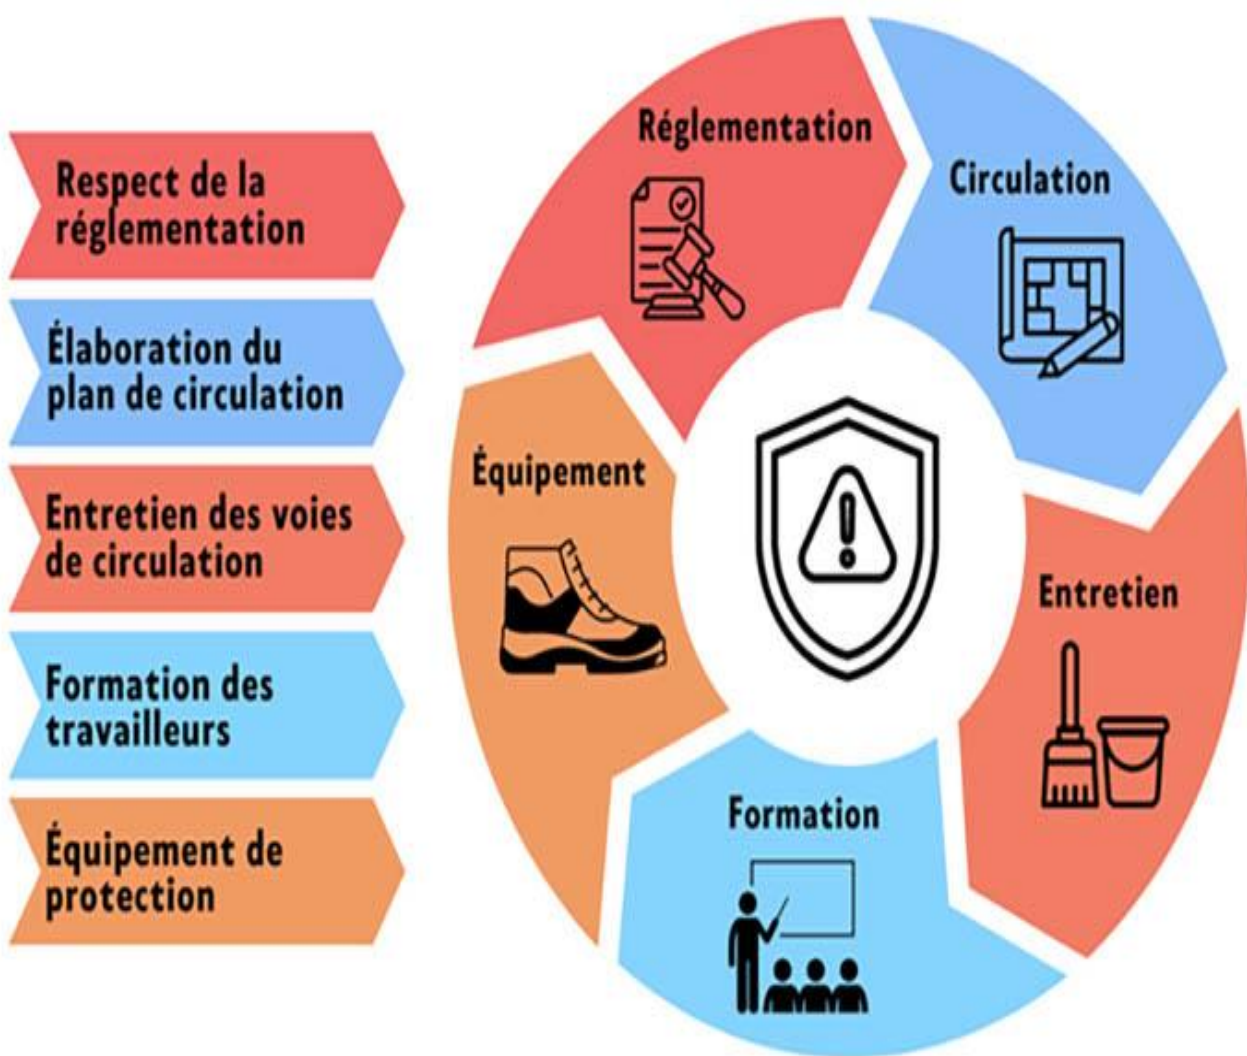 Respect de la
réglementation
Élaboration du
plan de circulation
Entretien des voies
de circulation
Formation des
travailleurs
Équipement de
protection
Réglementation
Circulation
Entretien
Formation
Équipement